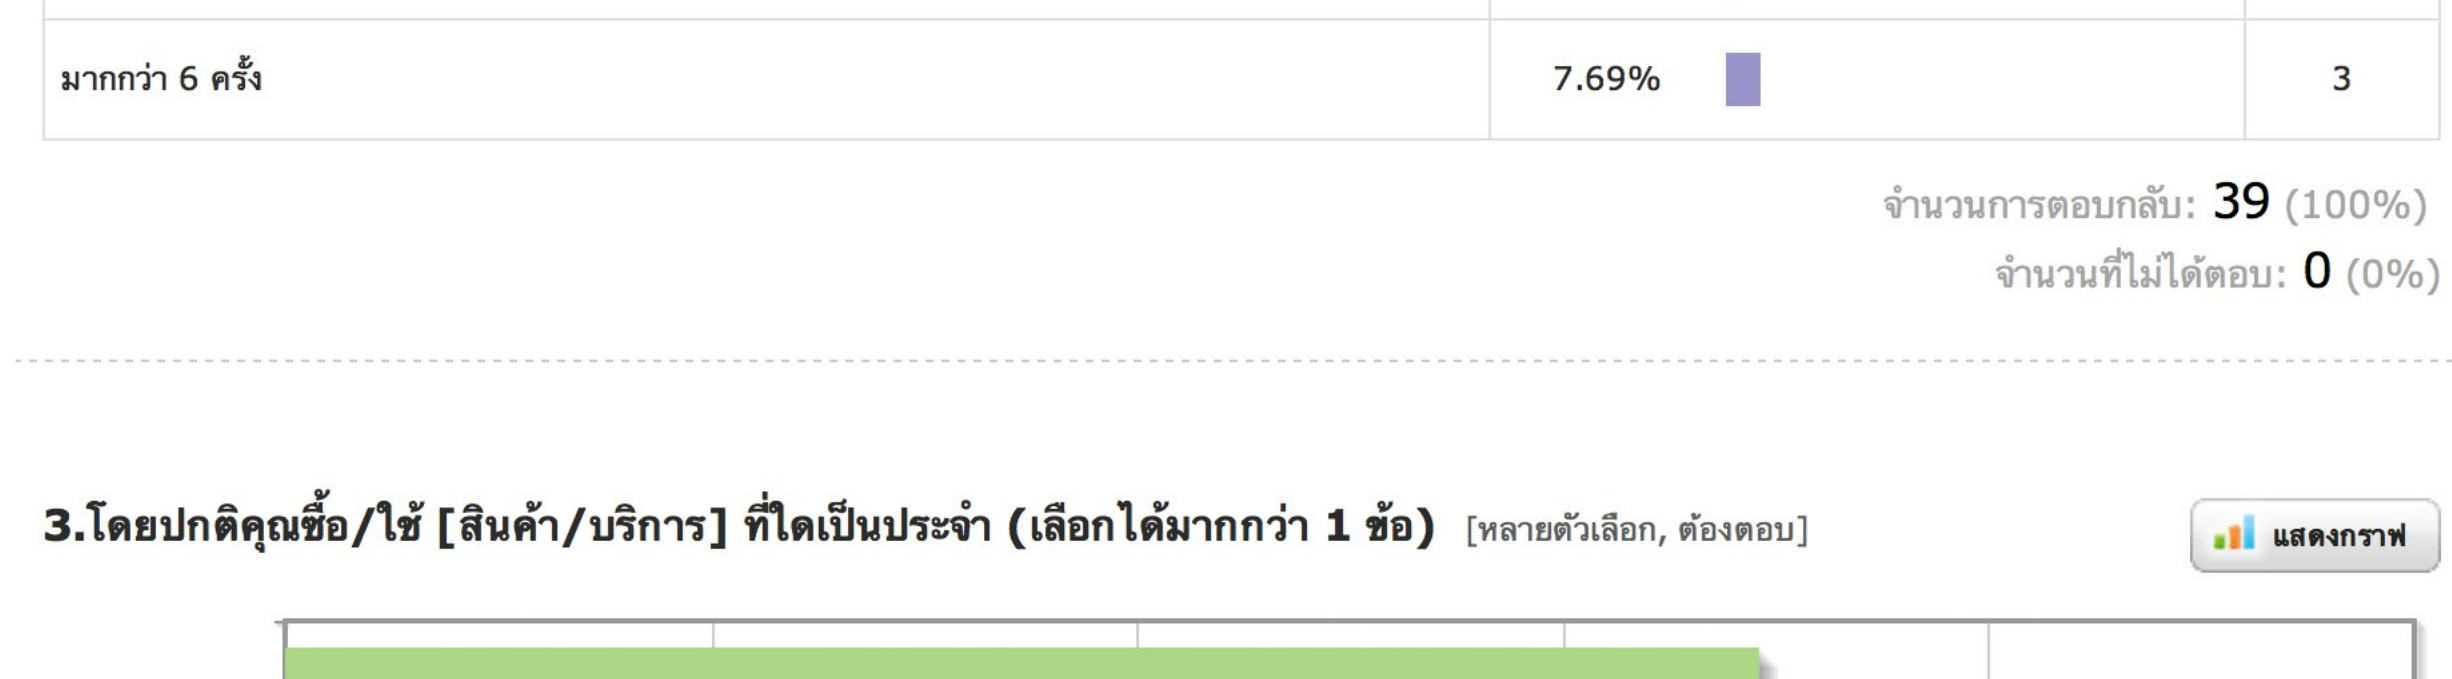 มากกว่า 6 ครั้ง 7.69% 3
จำนวนการตอบกลับ: 39 (100%)
จำนวนที่ไม่ได้ตอบ: 0 (0%)
3.โดยปกติคุณซื้อ/ใช้ [สินค้า/บริการ] ที่ใดเป็นประจำ (เลือกได้มากกว่า 1 ข้อ) [หลายตัวเลือก, ต้องตอบ] แสดงกราฟ